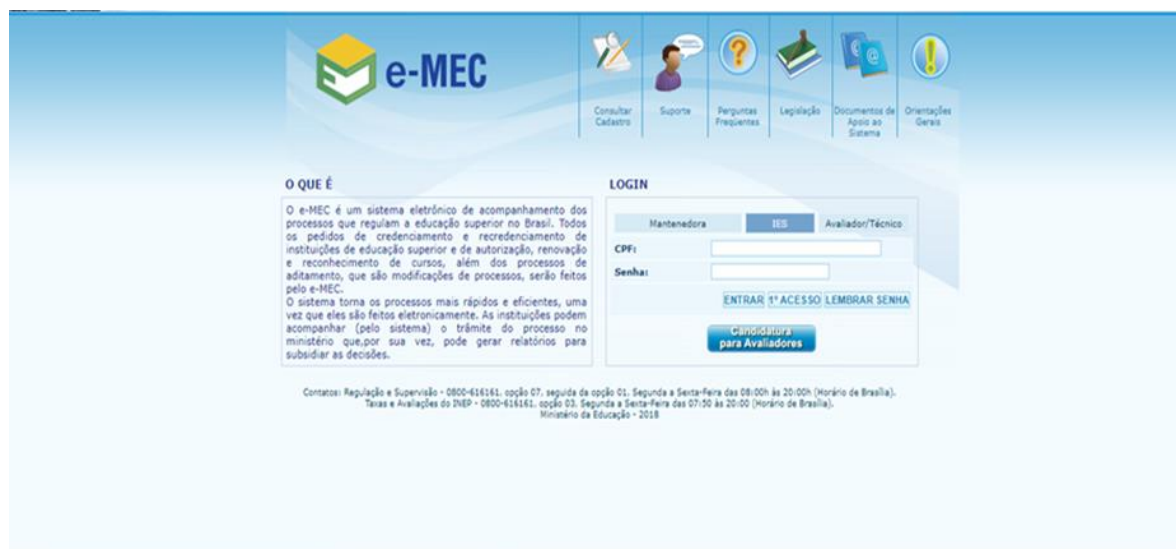 e-MEC
Consultar
Cadastro
Suporte
Perguntas
Freqüentes
Legislação
Documentos de
Apoio ao
Sistema
Orientações
Gerais
O QUE É
O e-MEC é um sistema eletrônico de acompanhamento dos
processos que regulam a educação superior no Brasil. Todos
os pedidos de credenciamento e recredenciamento de
instituições de educação superior e de autorização, renovação
e reconhecimento de cursos, além dos processos de
aditamento, que são modificações de processos, serão feitos
pelo e-MEC.
O sistema torna os processos mais rápidos e eficientes, uma
vez que eles são feitos eletronicamente. As instituições podem
acompanhar (pelo sistema) o trâmite do processo no
ministério que,por sua vez, pode gerar relatórios para
subsidiar as decisões.
LOGIN
Mantenedora IES Avaliador/Técnico
CPF:
Senha:
ENTRAR 1º ACESSO LEMBRAR SENHA
Candidatura
para Avaliadores
Contatos: Regulação e Supervisão - 0800-616161, opção 07, seguida da opção 01. Segunda a Sexta-Feira das 08:00h às 20:00h (Horário de Brasília).
Taxas e Avaliações do INEP - 0800-616161, opção 03. Segunda a Sexta-Feira das 07:50 às 20:00 (Horário de Brasília).
Ministério da Educação - 2018